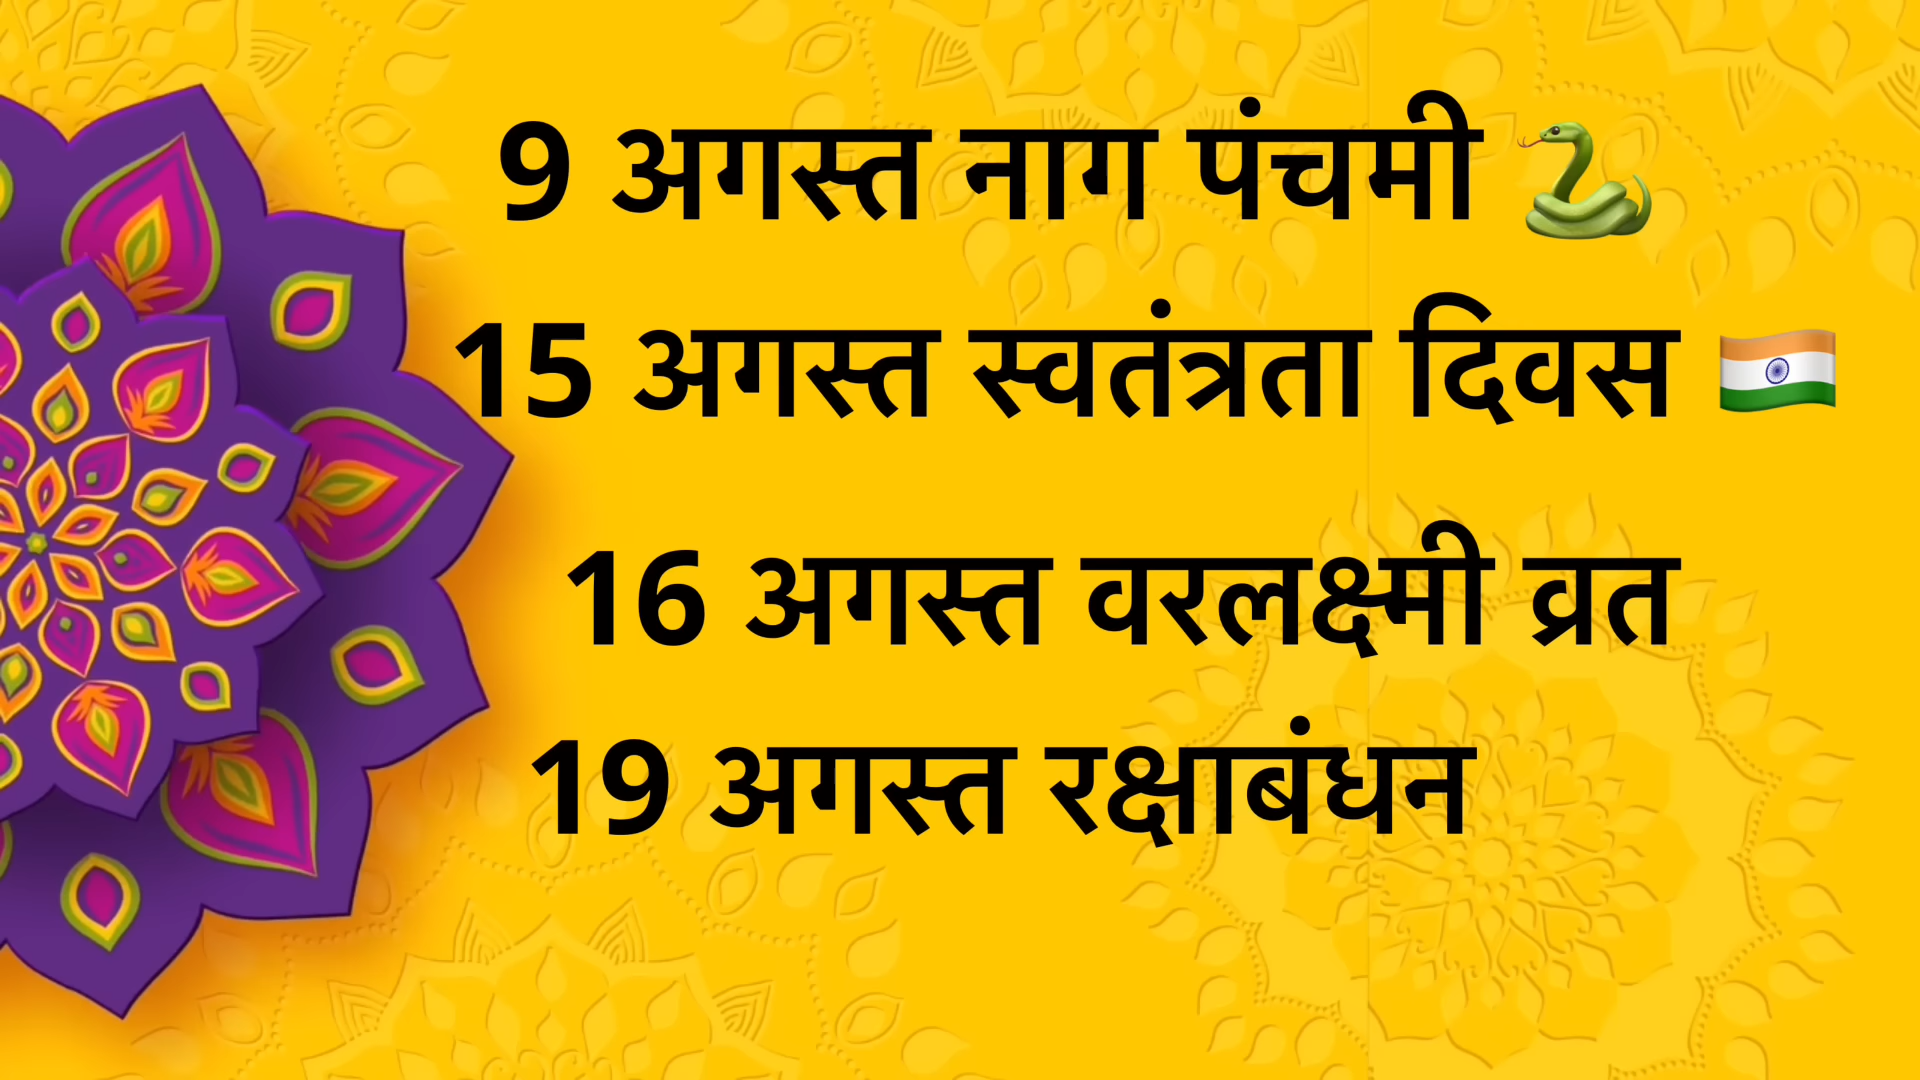 9 अगस्त नाग पंचमी 🐍
15 अगस्त स्वतंत्रता दिवस 🇮🇳
16 अगस्त वरलक्ष्मी व्रत
19 अगस्त रक्षाबंधन